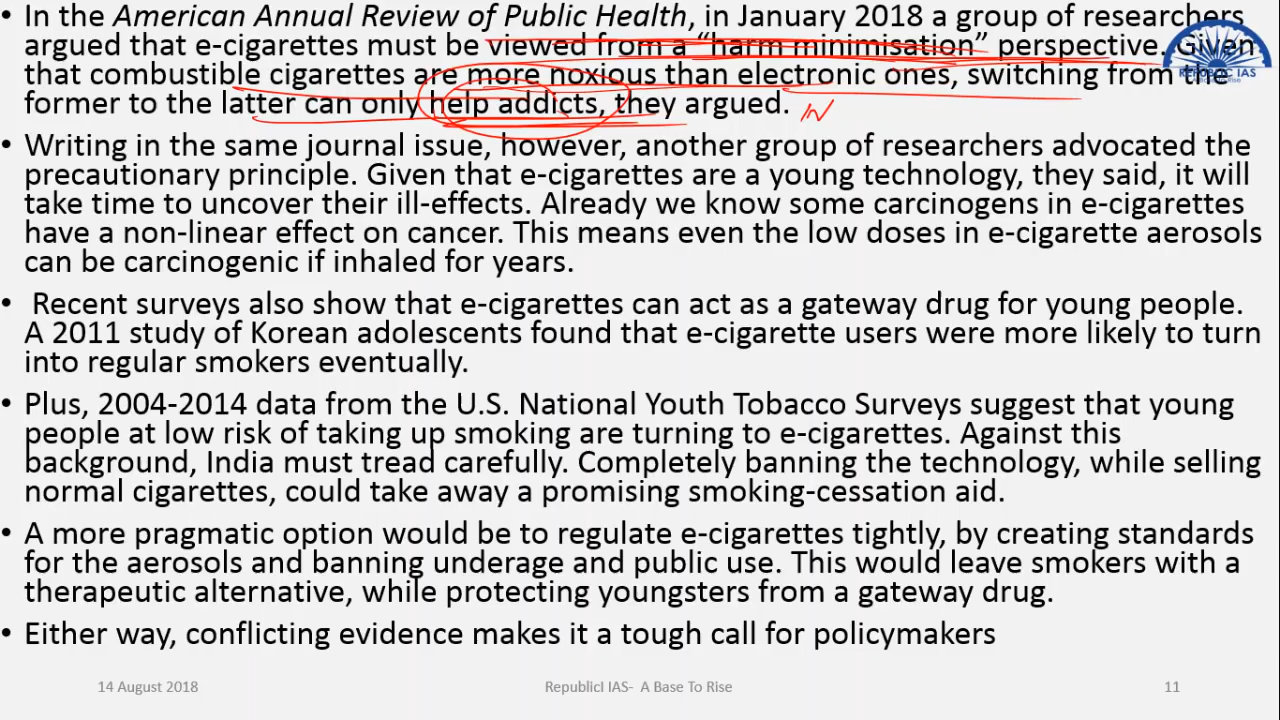 • In the American Annual Review of Public Health, in January 2018 a group of researchers
argued that e-cigarettes must be viewed from a “harm minimisation” perspective. Given
that combustible cigarettes are more noxious than electronic ones, switching from the
former to the latter can only help addicts, they argued.
REPUBLIC IAS
• Writing in the same journal issue, however, another group of researchers advocated the
precautionary principle. Given that e-cigarettes are a young technology, they said, it will
take time to uncover their ill-effects. Already we know some carcinogens in e-cigarettes
have a non-linear effect on cancer. This means even the low doses in e-cigarette aerosols
can be carcinogenic if inhaled for years.
• Recent surveys also show that e-cigarettes can act as a gateway drug for young people.
A 2011 study of Korean adolescents found that e-cigarette users were more likely to turn
into regular smokers eventually.
• Plus, 2004-2014 data from the U.S. National Youth Tobacco Surveys suggest that young
people at low risk of taking up smoking are turning to e-cigarettes. Against this
background, India must tread carefully. Completely banning the technology, while selling
normal cigarettes, could take away a promising smoking-cessation aid.
• A more pragmatic option would be to regulate e-cigarettes tightly, by creating standards
for the aerosols and banning underage and public use. This would leave smokers with a
therapeutic alternative, while protecting youngsters from a gateway drug.
• Either way, conflicting evidence makes it a tough call for policymakers
14 August 2018 RepublicI IAS- A Base To Rise 11